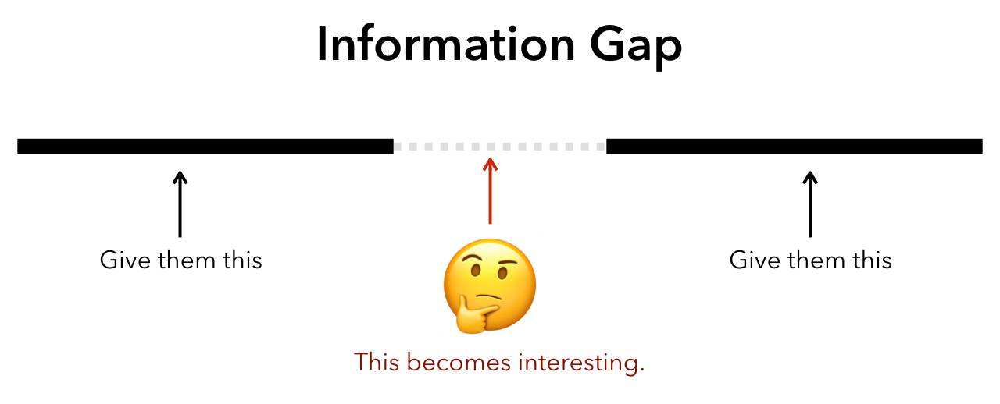 Information Gap
Give them this
Give them this
This becomes interesting.